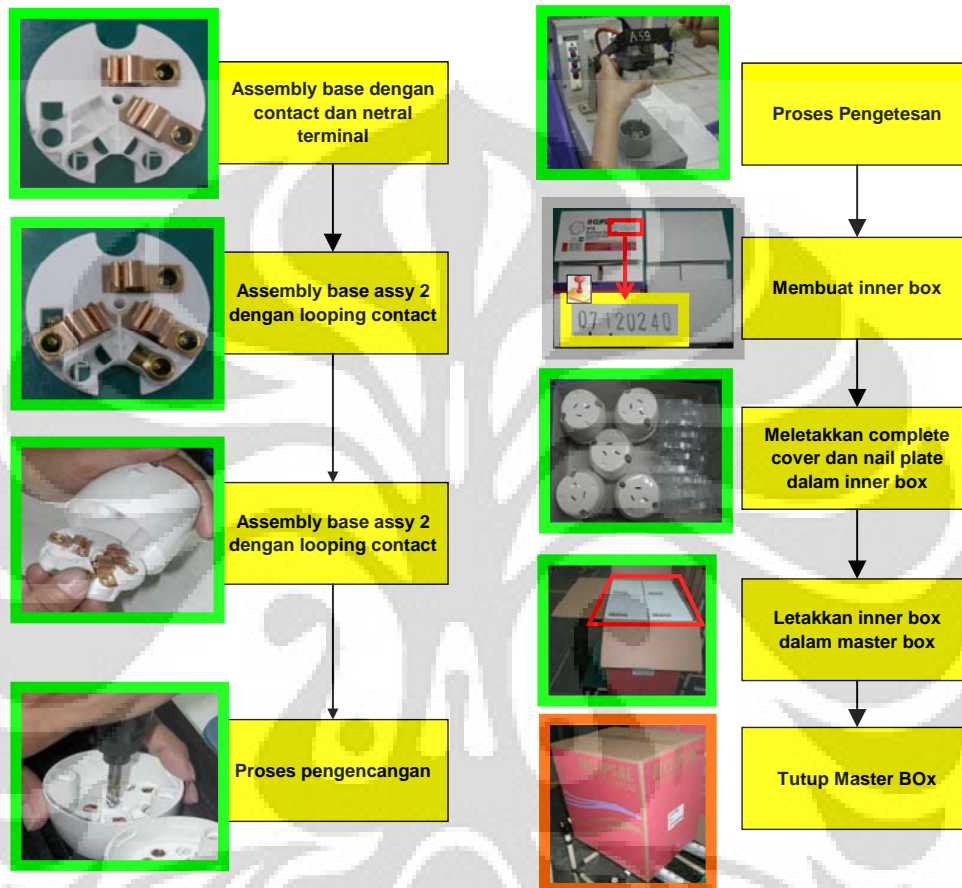 Assembly base dengan
contact dan netral
terminal
Assembly base assy 2
dengan looping contact
Assembly base assy 2
dengan looping contact
Proses pengencangan
A59
Proses Pengetesan
Membuat inner box
Meletakkan complete
cover dan nail plate
dalam inner box
Letakkan inner box
dalam master box
Tutup Master BOx